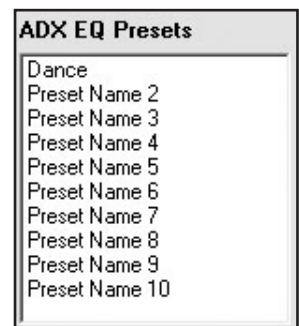 ADX EQ Presets
Dance
Preset Name 2
Preset Name 3
Preset Name 4
Preset Name 5
Preset Name 6
Preset Name 7
Preset Name 8
Preset Name 9
Preset Name 10